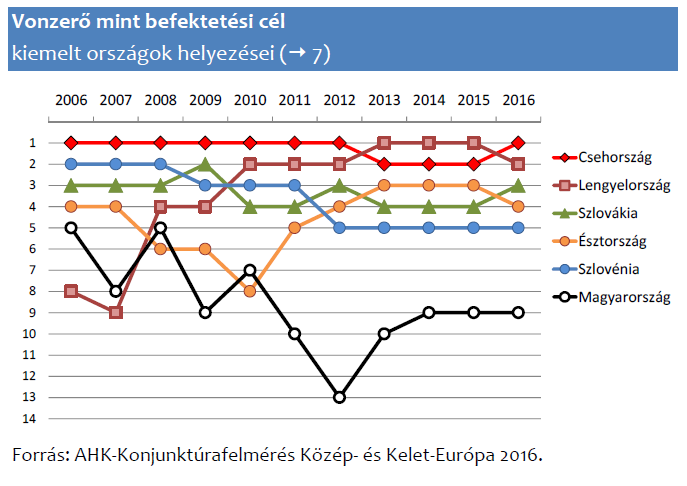 Vonzerő mint befektetési cél
kiemelt országok helyezései (→ 7)
2006 2007 2008 2009 2010 2011 2012 2013 2014 2015 2016
1
2
3
4
5
6
7
8
9
10
11
12
13
14
Csehország
Lengyelország
Szlovákia
Észtország
Szlovénia
Magyarország
Forrás: AHK-Konjunktúrafelmérés Közép- és Kelet-Európa 2016.